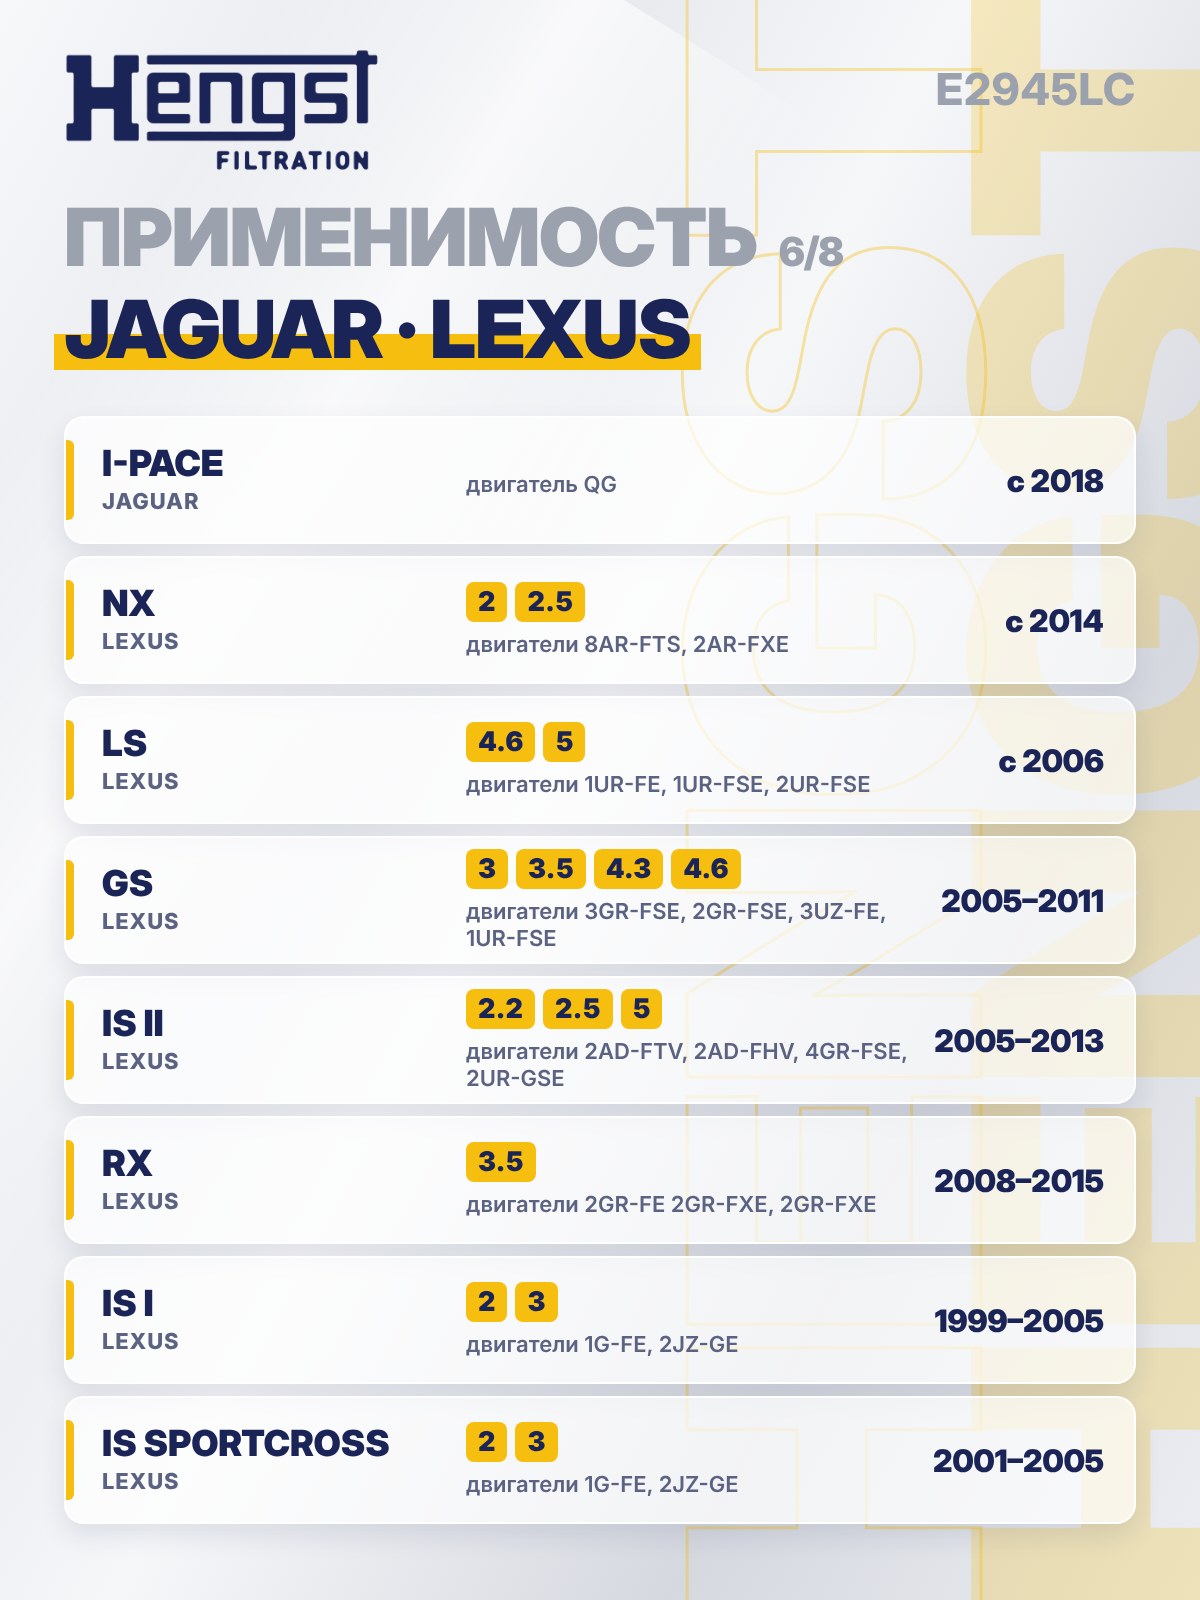 Hengst
FILTRATION
E2945LC
ПРИМЕНИМОСТЬ 6/8
JAGUAR · LEXUS
I-PACE
JAGUAR
двигатель QG
с 2018
NX
LEXUS
2 2.5
двигатели 8AR-FTS, 2AR-FXE
с 2014
LS
LEXUS
4.6 5
двигатели 1UR-FE, 1UR-FSE, 2UR-FSE
с 2006
GS
LEXUS
3 3.5 4.3 4.6
двигатели 3GR-FSE, 2GR-FSE, 3UZ-FE,
1UR-FSE
2005–2011
IS II
LEXUS
2.2 2.5 5
двигатели 2AD-FTV, 2AD-FHV, 4GR-FSE,
2UR-GSE
2005–2013
RX
LEXUS
3.5
двигатели 2GR-FE 2GR-FXE, 2GR-FXE
2008–2015
IS I
LEXUS
2 3
двигатели 1G-FE, 2JZ-GE
1999–2005
IS SPORTCROSS
LEXUS
2 3
двигатели 1G-FE, 2JZ-GE
2001–2005
HENGST
HENGST